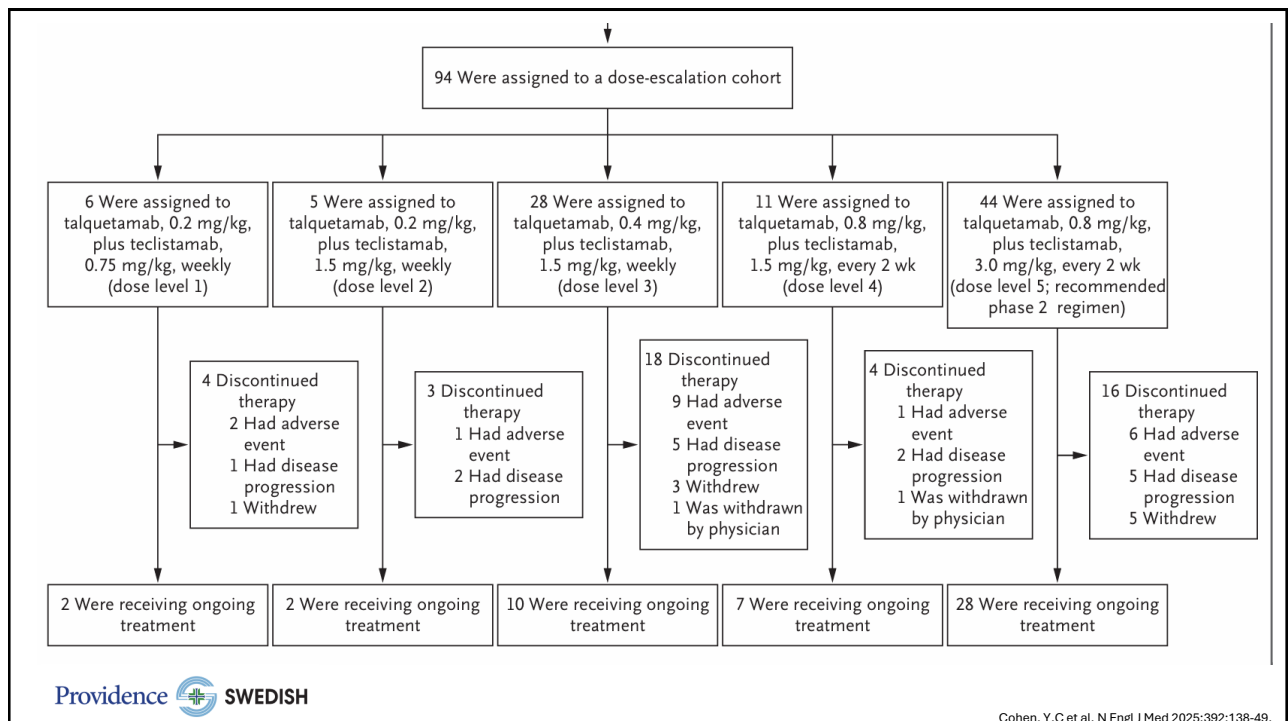 94 Were assigned to a dose-escalation cohort
6 Were assigned to
talquetamab, 0.2 mg/kg,
plus teclistamab,
0.75 mg/kg, weekly
(dose level 1)
5 Were assigned to
talquetamab, 0.2 mg/kg,
plus teclistamab,
1.5 mg/kg, weekly
(dose level 2)
28 Were assigned to
talquetamab, 0.4 mg/kg,
plus teclistamab,
1.5 mg/kg, weekly
(dose level 3)
11 Were assigned to
talquetamab, 0.8 mg/kg,
plus teclistamab,
1.5 mg/kg, every 2 wk
(dose level 4)
44 Were assigned to
talquetamab, 0.8 mg/kg,
plus teclistamab,
3.0 mg/kg, every 2 wk
(dose level 5; recommended
phase 2 regimen)
4 Discontinued
therapy
2 Had adverse
event
1 Had disease
progression
1 Withdrew
3 Discontinued
therapy
1 Had adverse
event
2 Had disease
progression
18 Discontinued
therapy
9 Had adverse
event
5 Had disease
progression
3 Withdrew
1 Was withdrawn
by physician
4 Discontinued
therapy
1 Had adverse
event
2 Had disease
progression
1 Was withdrawn
by physician
16 Discontinued
therapy
6 Had adverse
event
5 Had disease
progression
5 Withdrew
2 Were receiving ongoing
treatment
2 Were receiving ongoing
treatment
10 Were receiving ongoing
treatment
7 Were receiving ongoing
treatment
28 Were receiving ongoing
treatment
Providence SWEDISH
Cohen, Y.C et al. N Engl J Med 2025;392:138-49.